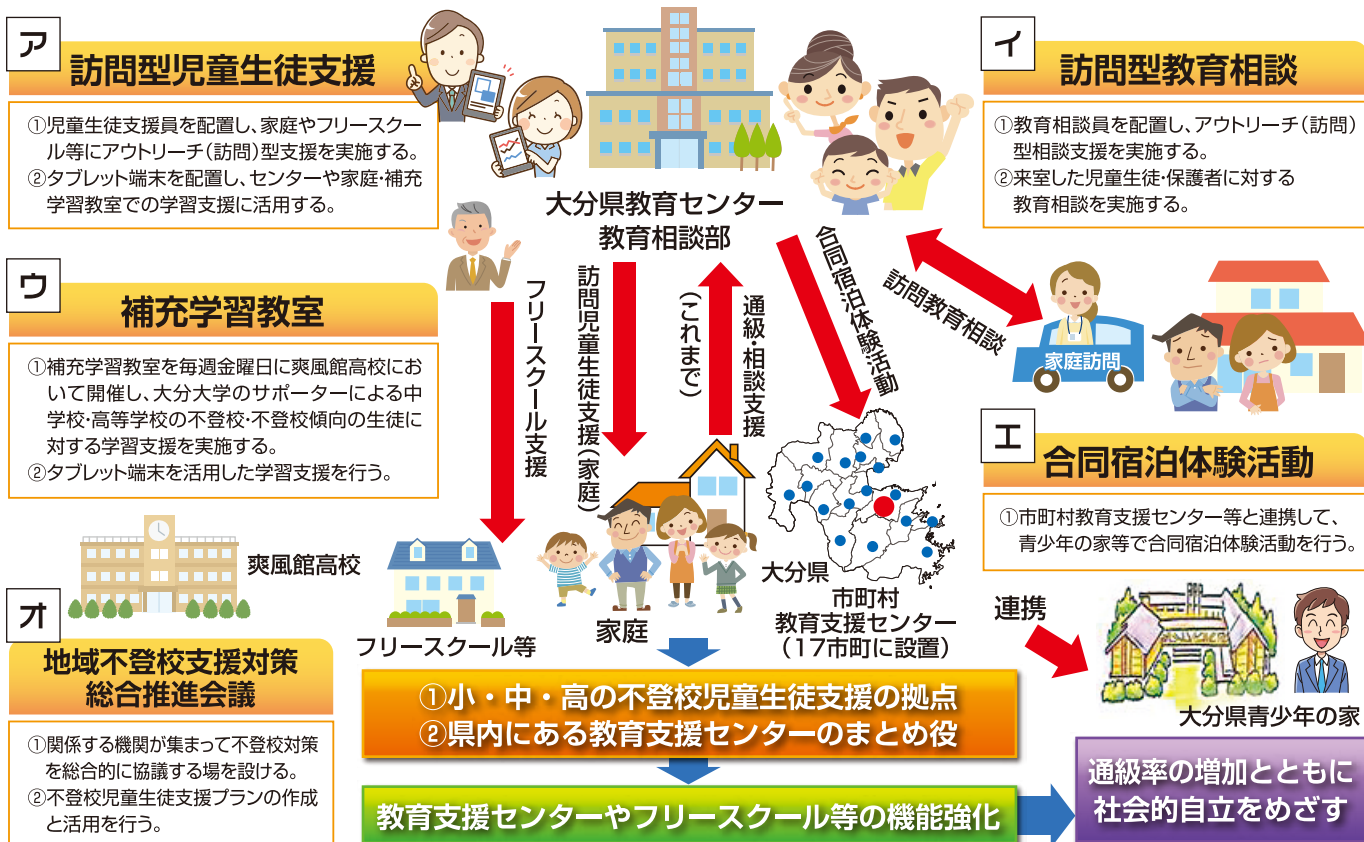 ア
訪問型児童生徒支援
①児童生徒支援員を配置し、家庭やフリースクー
ル等にアウトリーチ(訪問)型支援を実施する。
②タブレット端末を配置し、センターや家庭・補充
学習教室での学習支援に活用する。
イ
訪問型教育相談
①教育相談員を配置し、アウトリーチ(訪問)
型相談支援を実施する。
②来室した児童生徒・保護者に対する
教育相談を実施する。
大分県教育センター
教育相談部
ウ
補充学習教室
①補充学習教室を毎週金曜日に爽風館高校にお
いて開催し、大分大学のサポーターによる中
学校・高等学校の不登校・不登校傾向の生徒に
対する学習支援を実施する。
②タブレット端末を活用した学習支援を行う。
爽風館高校
フリースクール支援
訪問児童生徒支援(家庭)
通級・相談支援
(これまで)
合同宿泊体験活動
訪問教育相談
家庭訪問
エ
合同宿泊体験活動
①市町村教育支援センター等と連携して、
青少年の家等で合同宿泊体験活動を行う。
フリースクール等
家庭
大分県
市町村
教育支援センター
(17市町に設置)
連携
大分県青少年の家
オ
地域不登校支援対策
総合推進会議
①関係する機関が集まって不登校対策
を総合的に協議する場を設ける。
②不登校児童生徒支援プランの作成
と活用を行う。
①小・中・高の不登校児童生徒支援の拠点
②県内にある教育支援センターのまとめ役
教育支援センターやフリースクール等の機能強化
通級率の増加とともに
社会的自立をめざす